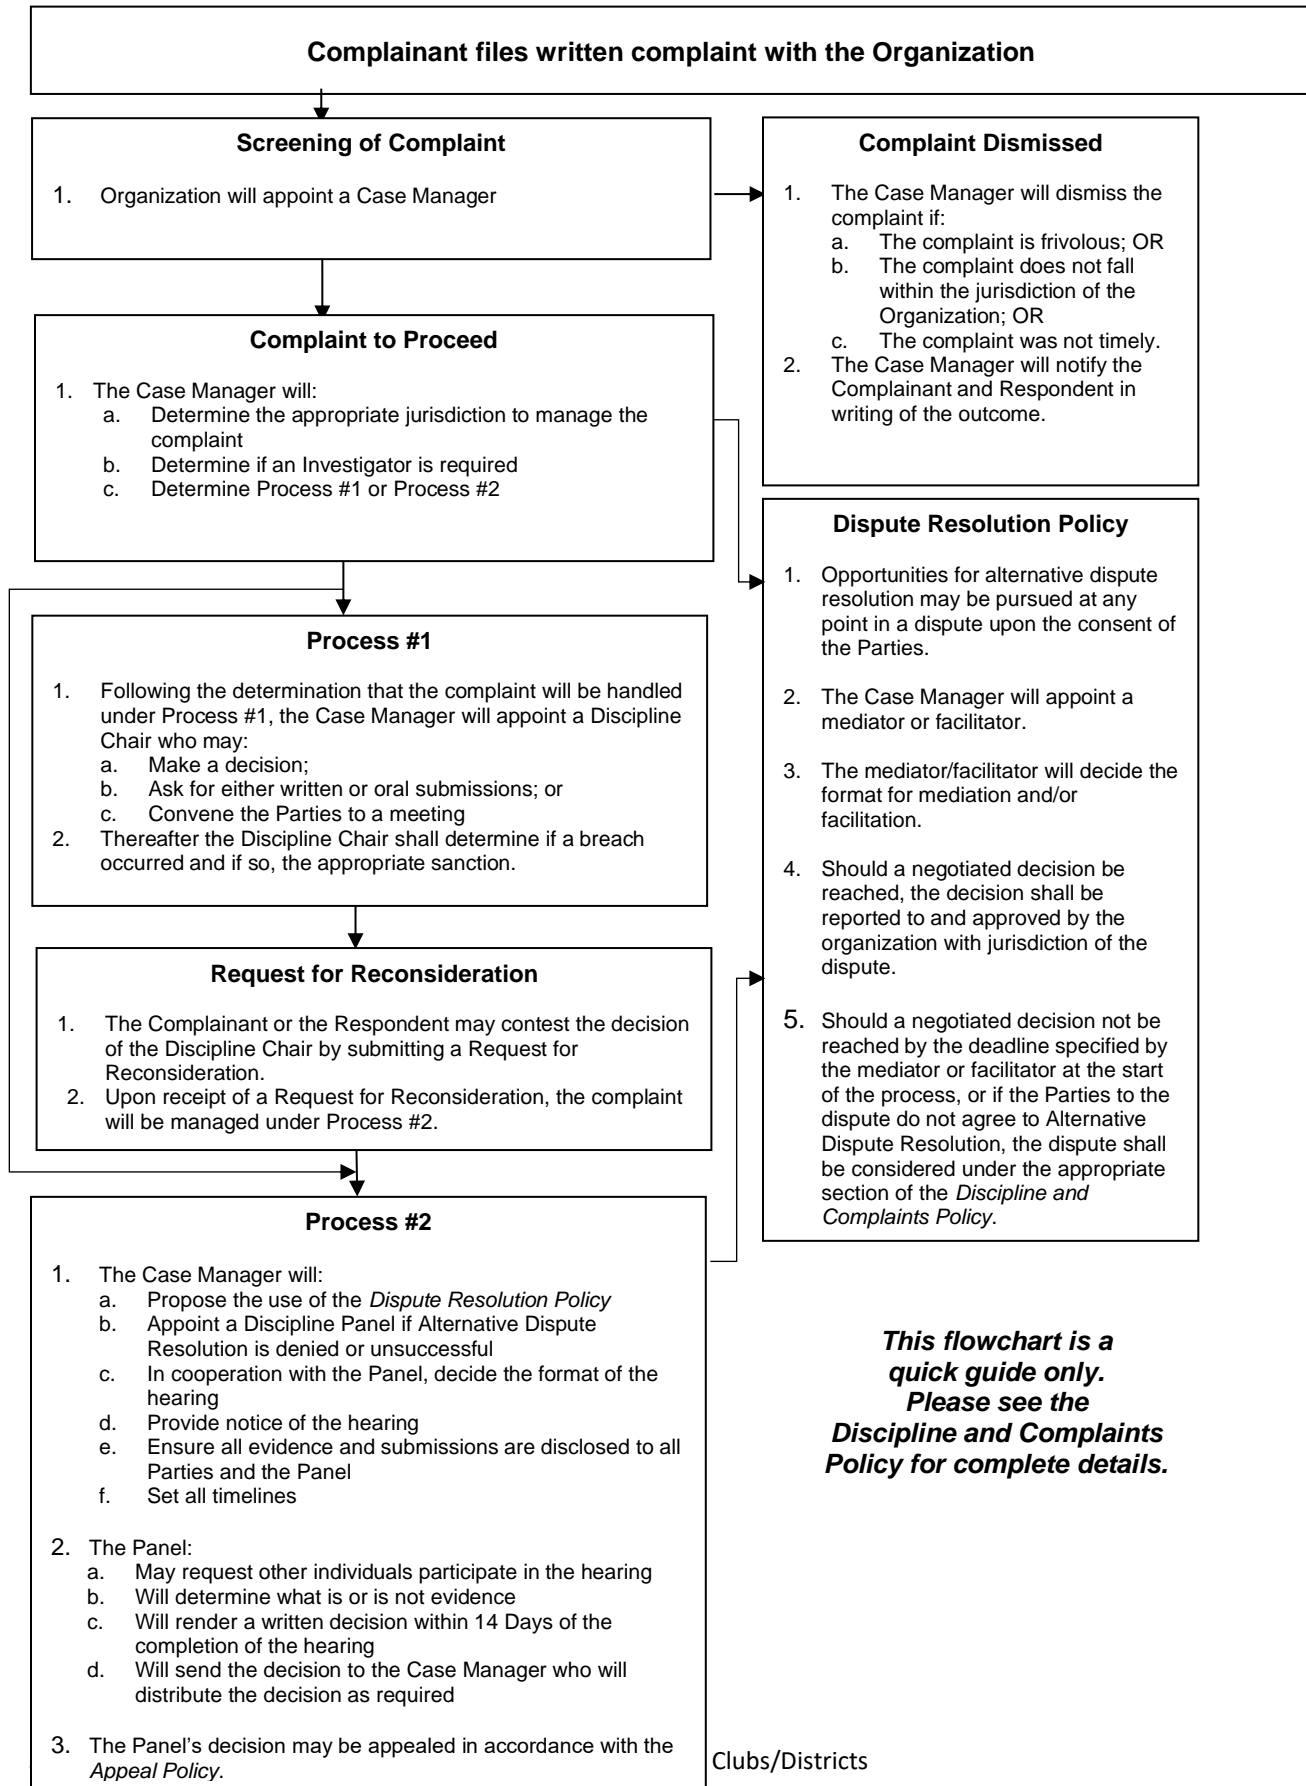 Complainant files written complaint with the Organization
Screening of Complaint
1. Organization will appoint a Case Manager
Complaint Dismissed
1. The Case Manager will dismiss the
complaint if:
a. The complaint is frivolous; OR
b. The complaint does not fall
within the jurisdiction of the
Organization; OR
c. The complaint was not timely.
2. The Case Manager will notify the
Complainant and Respondent in
writing of the outcome.
Complaint to Proceed
1. The Case Manager will:
a. Determine the appropriate jurisdiction to manage the
complaint
b. Determine if an Investigator is required
c. Determine Process #1 or Process #2
Dispute Resolution Policy
1. Opportunities for alternative dispute
resolution may be pursued at any
point in a dispute upon the consent of
the Parties.
2. The Case Manager will appoint a
mediator or facilitator.
3. The mediator/facilitator will decide the
format for mediation and/or
facilitation.
4. Should a negotiated decision be
reached, the decision shall be
reported to and approved by the
organization with jurisdiction of the
dispute.
5. Should a negotiated decision not be
reached by the deadline specified by
the mediator or facilitator at the start
of the process, or if the Parties to the
dispute do not agree to Alternative
Dispute Resolution, the dispute shall
be considered under the appropriate
section of the Discipline and
Complaints Policy.
Process #1
1. Following the determination that the complaint will be handled
under Process #1, the Case Manager will appoint a Discipline
Chair who may:
a. Make a decision;
b. Ask for either written or oral submissions; or
c. Convene the Parties to a meeting
2. Thereafter the Discipline Chair shall determine if a breach
occurred and if so, the appropriate sanction.
Request for Reconsideration
1. The Complainant or the Respondent may contest the decision
of the Discipline Chair by submitting a Request for
Reconsideration.
2. Upon receipt of a Request for Reconsideration, the complaint
will be managed under Process #2.
Process #2
1. The Case Manager will:
a. Propose the use of the Dispute Resolution Policy
b. Appoint a Discipline Panel if Alternative Dispute
Resolution is denied or unsuccessful
c. In cooperation with the Panel, decide the format of the
hearing
d. Provide notice of the hearing
e. Ensure all evidence and submissions are disclosed to all
Parties and the Panel
f. Set all timelines
2. The Panel:
a. May request other individuals participate in the hearing
b. Will determine what is or is not evidence
c. Will render a written decision within 14 Days of the
completion of the hearing
d. Will send the decision to the Case Manager who will
distribute the decision as required
3. The Panel's decision may be appealed in accordance with the
Appeal Policy.
This flowchart is a
quick guide only.
Please see the
Discipline and Complaints
Policy for complete details.
Clubs/Districts